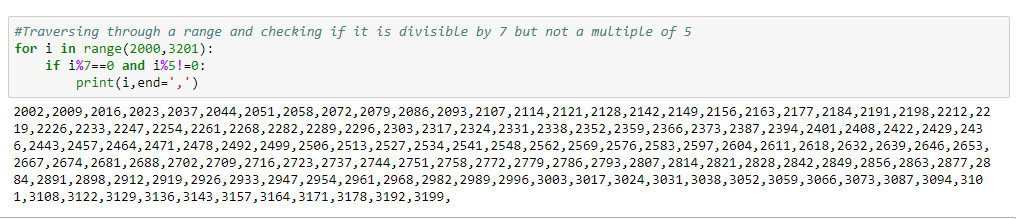 #Traversing through a range and checking if it is divisible by 7 but not a multiple of 5
for i in range(2000,3201):
    if i%7==0 and i%5!=0:
        print(i,end=',')
2002,2009,2016,2023,2037,2044,2051,2058,2072,2079,2086,2093,2107,2114,2121,2128,2142,2149,2156,2163,2177,2184,2191,2198,2212,22
19,2226,2233,2247,2254,2261,2268,2282,2289,2296,2303,2317,2324,2331,2338,2352,2359,2366,2373,2387,2394,2401,2408,2422,2429,243
6,2443,2457,2464,2471,2478,2492,2499,2506,2513,2527,2534,2541,2548,2562,2569,2576,2583,2597,2604,2611,2618,2632,2639,2646,2653,
2667,2674,2681,2688,2702,2709,2716,2723,2737,2744,2751,2758,2772,2779,2786,2793,2807,2814,2821,2828,2842,2849,2856,2863,2877,28
84,2891,2898,2912,2919,2926,2933,2947,2954,2961,2968,2982,2989,2996,3003,3017,3024,3031,3038,3052,3059,3066,3073,3087,3094,310
1,3108,3122,3129,3136,3143,3157,3164,3171,3178,3192,3199,